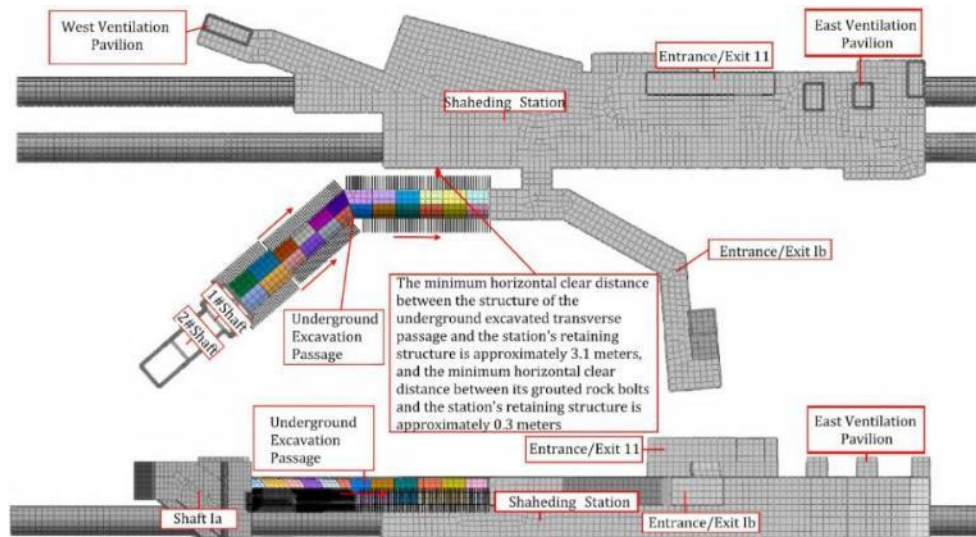 West Ventilation
Pavilion
East Ventilation
Pavilion
Entrance/Exit 11
Shaheding Station
Entrance/Exit Ib
1#Shaft
2#Shaft
Underground
Excavation
Passage
The minimum horizontal clear distance
between the structure of the
underground excavated transverse
passage and the station's retaining
structure is approximately 3.1 meters,
and the minimum horizontal clear
distance between its grouted rock bolts
and the station's retaining structure is
approximately 0.3 meters
Underground
Excavation
Passage
East Ventilation
Pavilion
Entrance/Exit 11
Shaft Ia
Shaheding Station
Entrance/Exit Ib